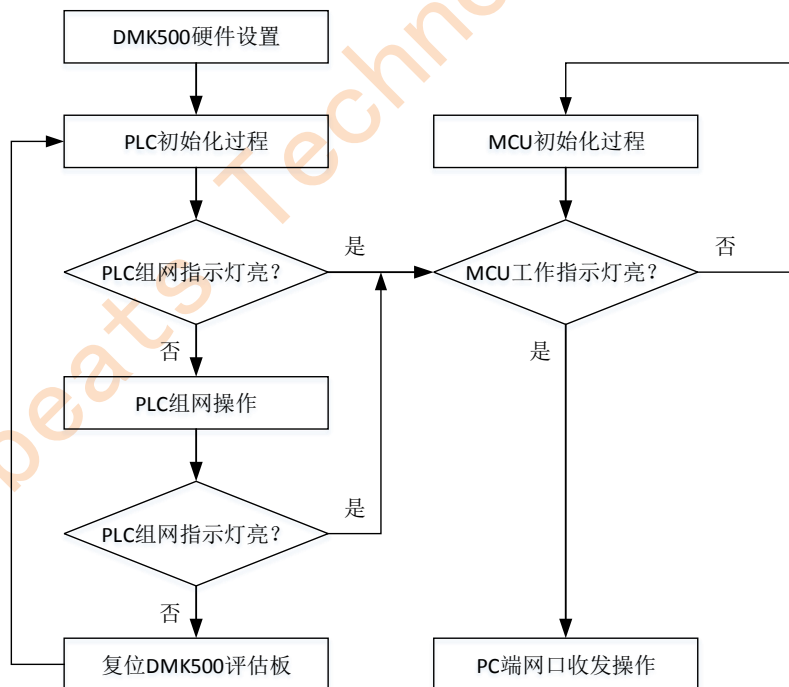 DMK500硬件设置
PLC初始化过程
MCU初始化过程
PLC组网指示灯亮?
是
MCU工作指示灯亮?
否
否
是
PLC组网操作
PLC组网指示灯亮?
是
否
复位DMK500评估板
PC端网口收发操作
beats Techno